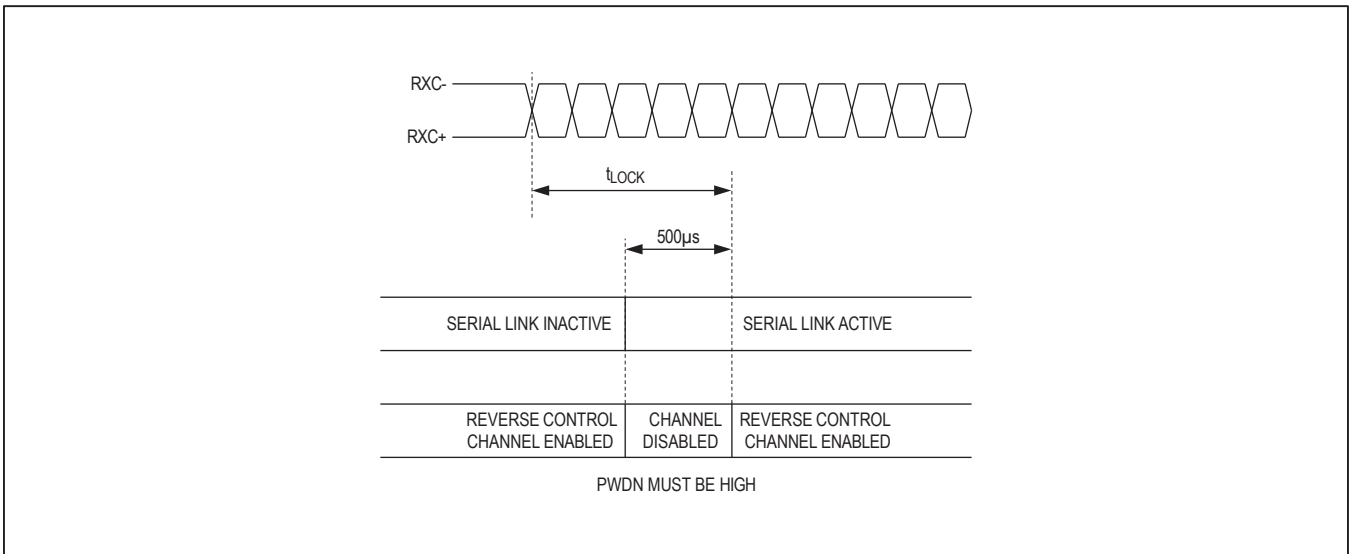 RXC-
RXC+
tLOCK
500µs
SERIAL LINK INACTIVE
SERIAL LINK ACTIVE
REVERSE CONTROL
CHANNEL ENABLED
CHANNEL
DISABLED
REVERSE CONTROL
CHANNEL ENABLED
PWDN MUST BE HIGH